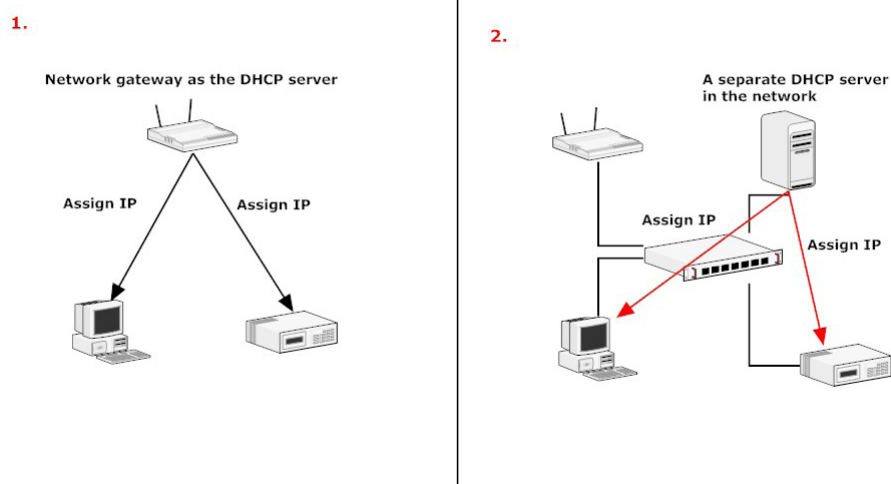 1.
Network gateway as the DHCP server
Assign IP
Assign IP
2.
A separate DHCP server
in the network
Assign IP
Assign IP